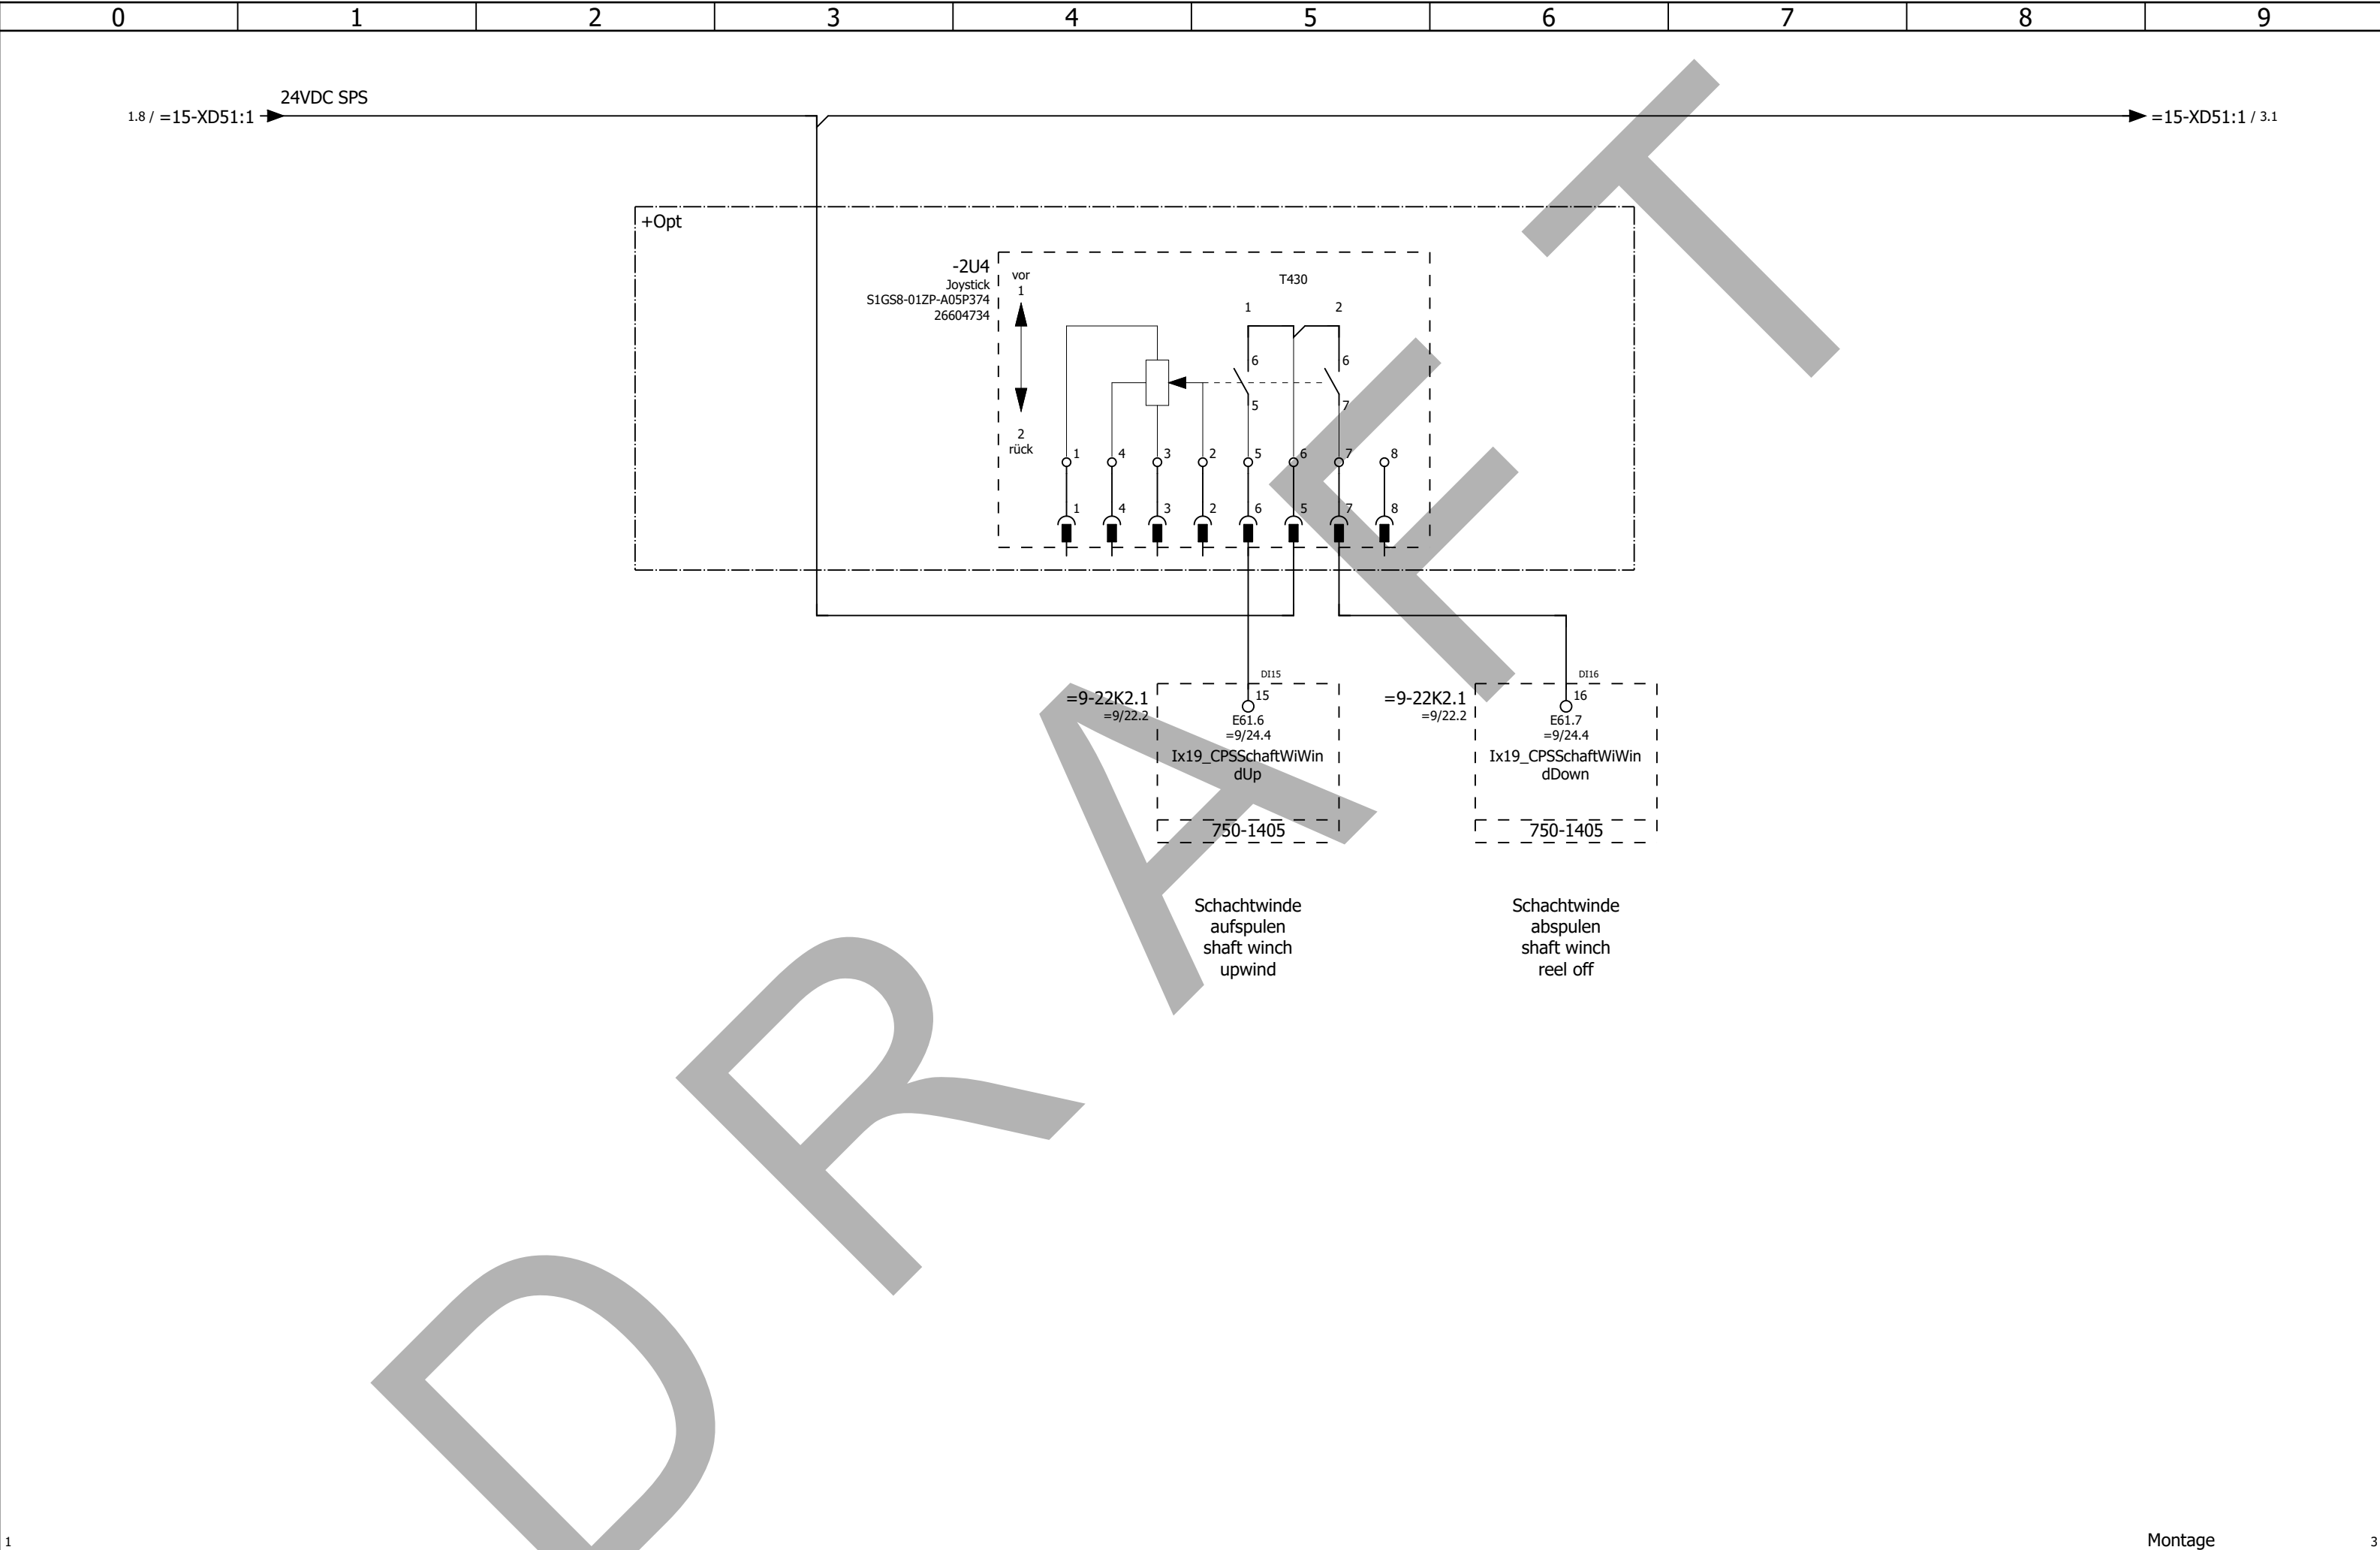 0 1 2 3 4 5 6 7 8 9
24VDC SPS
1.8 / =15-XD51:1
=15-XD51:1 / 3.1
+Opt
-2U4
Joystick
S1GS8-01ZP-A05P374
26604734
vor
1
2
rück
T430
1 2
6 6
5 7
1 4 3 2 5 6 7 8
1 4 3 2 6 5 7 8
=9-22K2.1
=9/22.2
DI15
15
E61.6
=9/24.4
Ix19_CPSSchaftWiWin
dUp
750-1405
=9-22K2.1
=9/22.2
DI16
16
E61.7
=9/24.4
Ix19_CPSSchaftWiWin
dDown
750-1405
Schachtwinde
aufspulen
shaft winch
upwind
Schachtwinde
abspulen
shaft winch
reel off
DRAFT
1
Montage
3